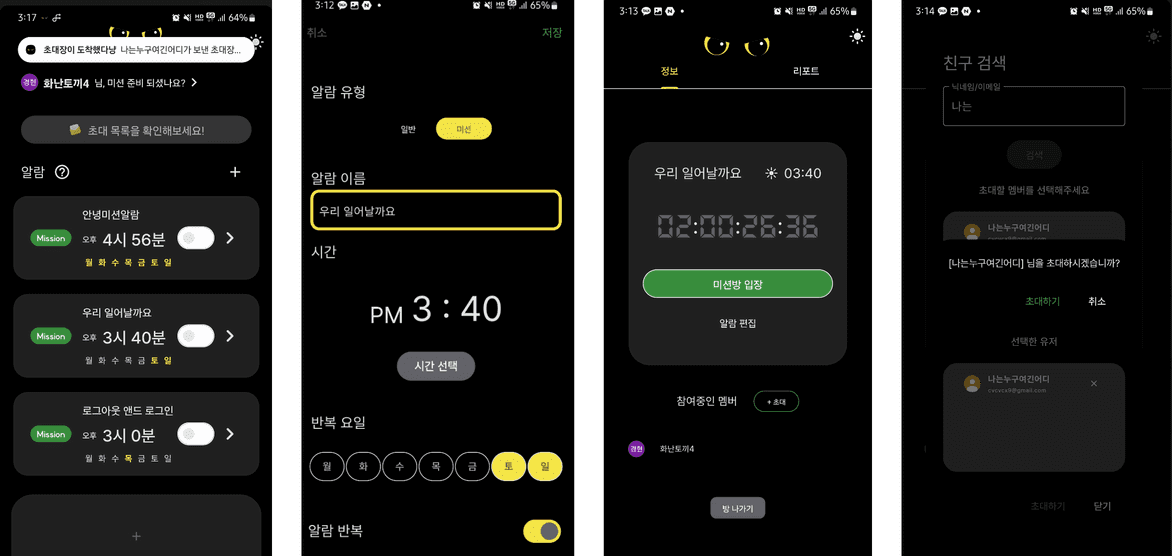 3:17
64%
초대장이 도착했다냥 나는누구여긴어디가 보낸 초대장...
경현 화난토끼4 님, 미션 준비 되셨나요?
초대 목록을 확인해보세요!
알람
+
안녕미션알람
Mission 오후 4시 56분
월 화 수 목 금 토 일
우리 일어날까요
Mission 오후 3시 40분
월 화 수 목 금 토 일
로그아웃 앤드 로그인
Mission 오후 3시 0분
월 화 수 목 금 토 일
+
3:12
65%
취소 저장
알람 유형
일반 미션
알람 이름
우리 일어날까요
시간
PM 3 : 40
시간 선택
반복 요일
월 화 수 목 금 토 일
알람 반복
3:13
65%
정보 리포트
우리 일어날까요 03:40
02:00:26:36
미션방 입장
알람 편집
참여중인 멤버 + 초대
경현 화난토끼4
방 나가기
3:14
65%
친구 검색
닉네임/이메일
나는
검색
초대할 멤버를 선택해주세요
나는누구여긴어디
[나는누구여긴어디] 님을 초대하시겠습니까?
초대하기 취소
선택한 유저
나는누구여긴어디
초대하기 닫기